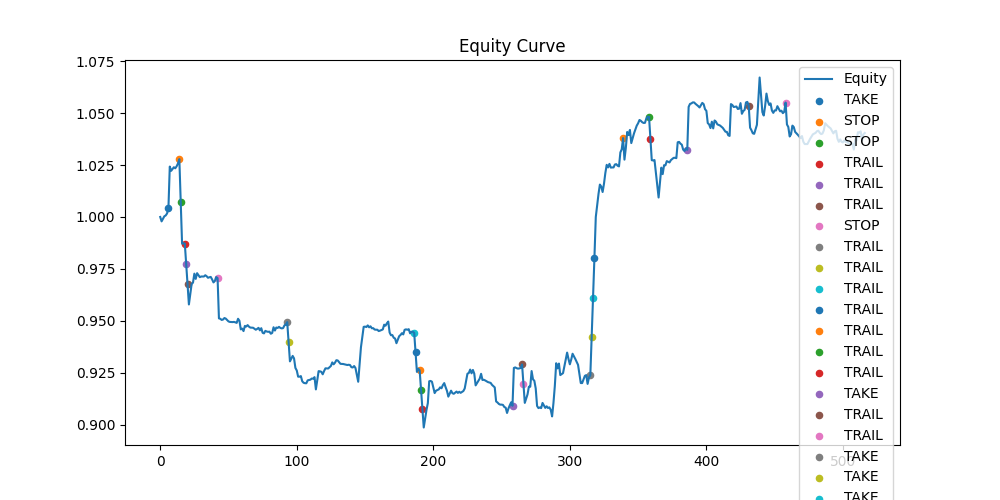 Equity Curve
1.075
1.050
1.025
1.000
0.975
0.950
0.925
0.900
0
100
200
300
400
500
Equity
TAKE
STOP
STOP
TRAIL
TRAIL
TRAIL
STOP
TRAIL
TRAIL
TRAIL
TRAIL
TRAIL
TRAIL
TRAIL
TAKE
TRAIL
TRAIL
TAKE
TAKE
TAKE